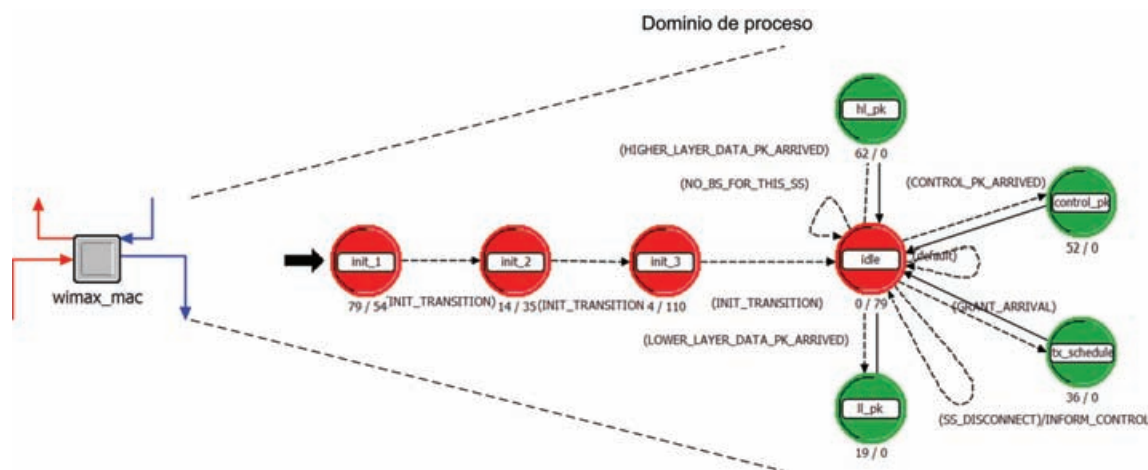 Dominio de proceso
hl_pk
(HIGHER_LAYER_DATA_PK_ARRIVED)
62 / 0
(NO_BS_FOR_THIS_SS)
(CONTROL_PK_ARRIVED)
control_pk
52 / 0
init_1
init_2
init_3
idle
(default)
wimax_mac
79 / 54
INIT_TRANSITION)
14 / 35
(INIT_TRANSITION
4 / 110
(INIT_TRANSITION)
0 / 79
(GRANT_ARRIVAL)
(LOWER_LAYER_DATA_PK_ARRIVED)
tx_schedule
36 / 0
ll_pk
(SS_DISCONNECT)/INFORM_CONTROL
19 / 0